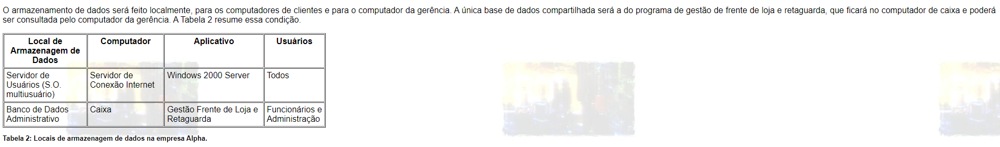 O armazenamento de dados será feito localmente, para os computadores de clientes e para o computador da gerência. A única base de dados compartilhada será a do programa de gestão de frente de loja e retaguarda, que ficará no computador de caixa e poderá
ser consultada pelo computador da gerência. A Tabela 2 resume essa condição.
Local de
Armazenagem de
Dados
Computador
Aplicativo
Usuários
Servidor de
Usuários (S.O.
multiusuário)
Servidor de
Conexão Internet
Windows 2000 Server
Todos
Banco de Dados
Administrativo
Caixa
Gestão Frente de Loja e
Retaguarda
Funcionários e
Administração
Tabela 2: Locais de armazenagem de dados na empresa Alpha.